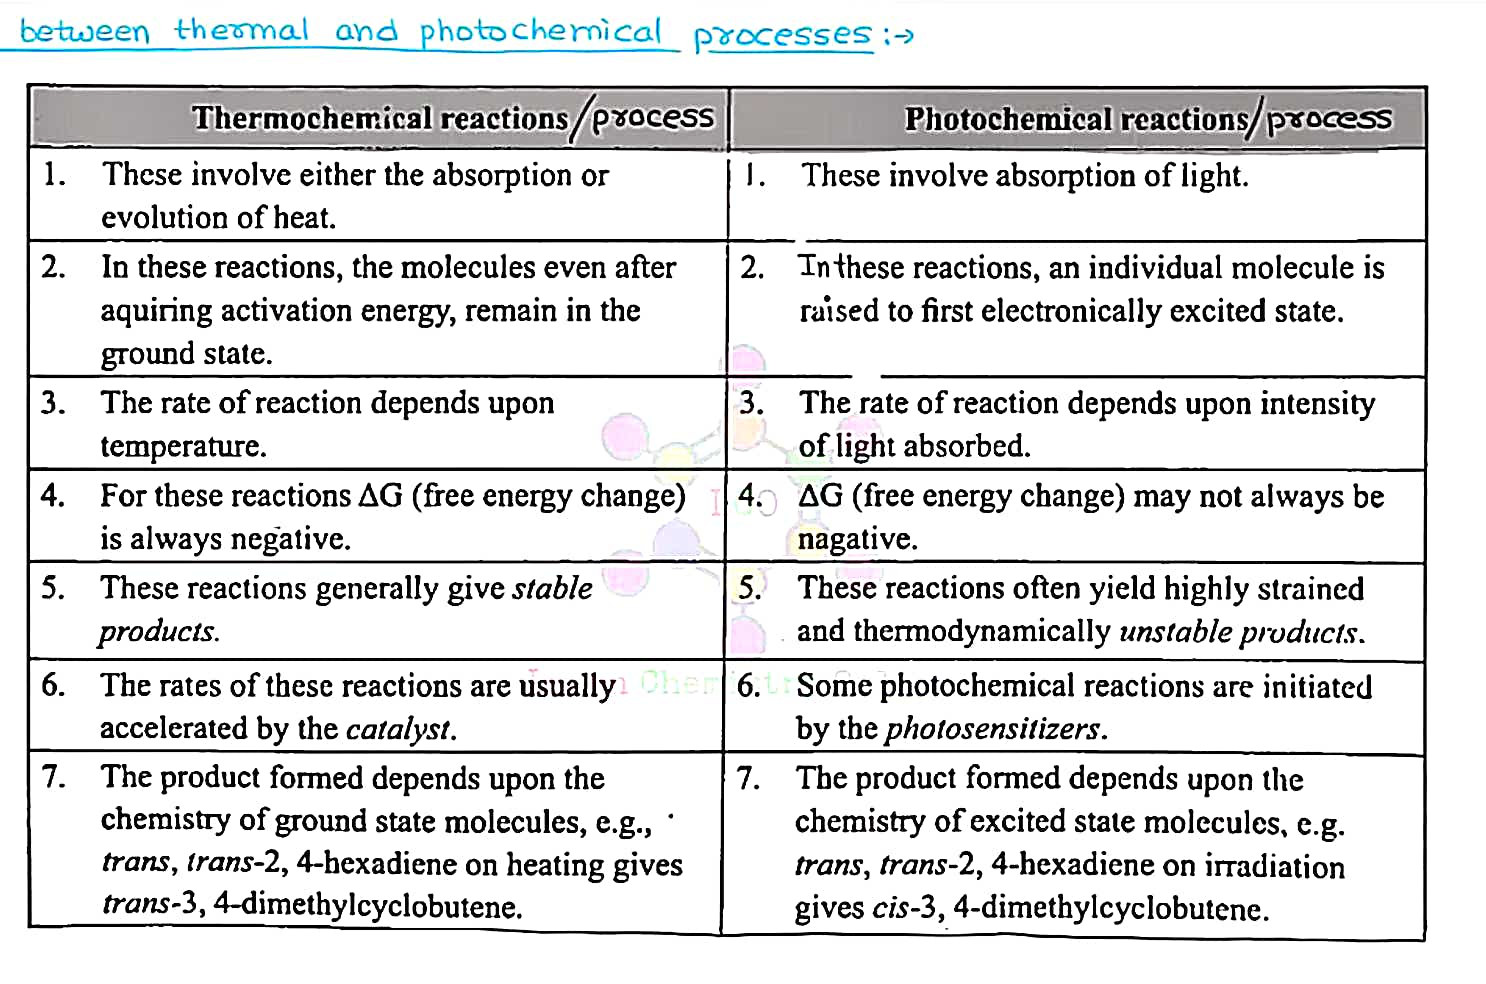 between thermal and photochemical processes :→
Thermochemical reactions/process
Photochemical reactions/process
1. These involve either the absorption or
evolution of heat.
1. These involve absorption of light.
2. In these reactions, the molecules even after
aquiring activation energy, remain in the
ground state.
2. In these reactions, an individual molecule is
raised to first electronically excited state.
3. The rate of reaction depends upon
temperature.
3. The rate of reaction depends upon intensity
of light absorbed.
4. For these reactions ΔG (free energy change)
is always negative.
4. ΔG (free energy change) may not always be
nagative.
5. These reactions generally give stable
products.
5. These reactions often yield highly strained
and thermodynamically unstable products.
6. The rates of these reactions are usually
accelerated by the catalyst.
6. Some photochemical reactions are initiated
by the photosensitizers.
7. The product formed depends upon the
chemistry of ground state molecules, e.g.,
trans, trans-2, 4-hexadiene on heating gives
trans-3, 4-dimethylcyclobutene.
7. The product formed depends upon the
chemistry of excited state molecules, e.g.
trans, trans-2, 4-hexadiene on irradiation
gives cis-3, 4-dimethylcyclobutene.